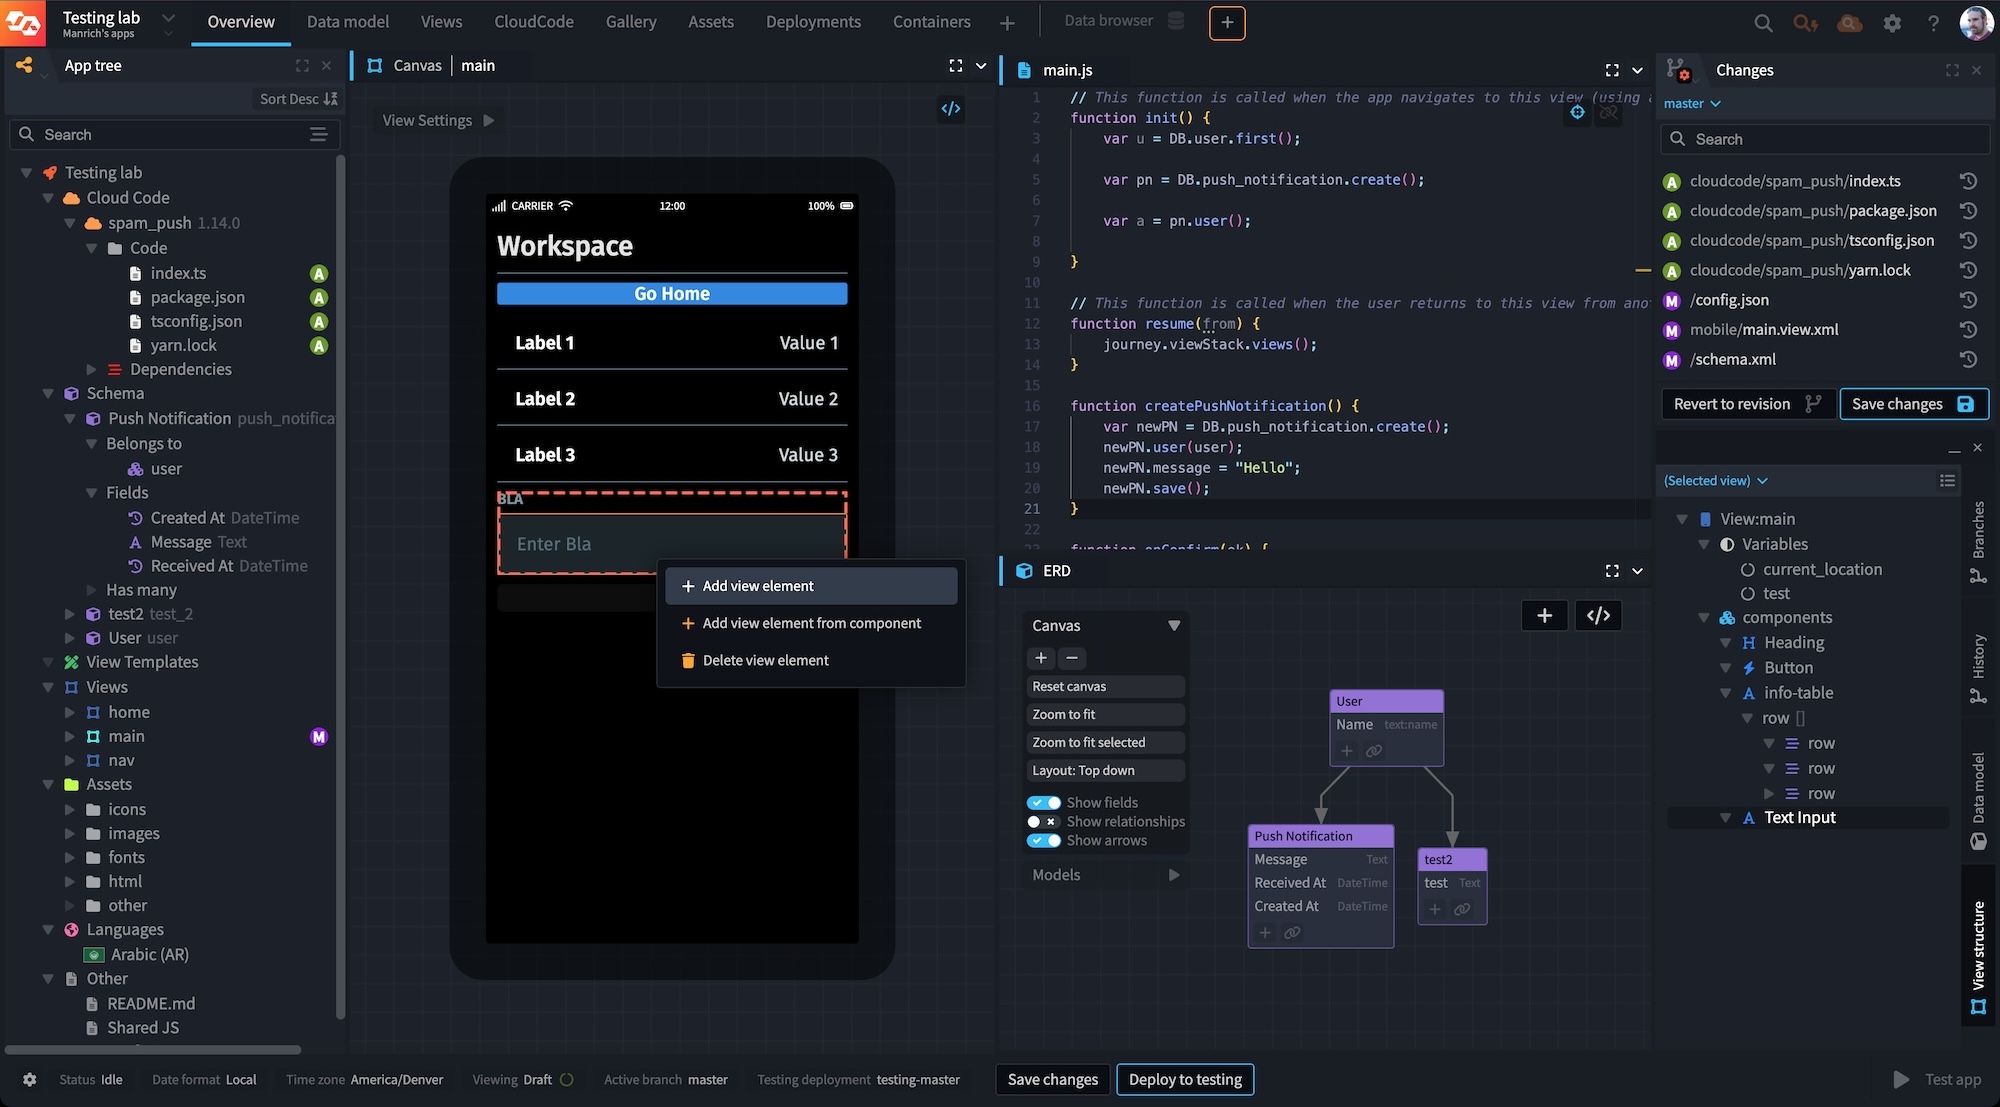 Testing lab
Manrich's apps
Overview
Data model
Views
CloudCode
Gallery
Assets
Deployments
Containers
Data browser
App tree
Sort Desc
Search
Testing lab
Cloud Code
spam_push 1.14.0
Code
index.ts A
package.json A
tsconfig.json A
yarn.lock A
Dependencies
Schema
Push Notification push_notifica
Belongs to
user
Fields
Created At DateTime
Message Text
Received At DateTime
Has many
test2 test_2
User user
View Templates
Views
home
main M
nav
Assets
icons
images
fonts
html
other
Languages
Arabic (AR)
Other
README.md
Shared JS
Canvas main
View Settings
CARRIER 12:00 100%
Workspace
Go Home
Label 1 Value 1
Label 2 Value 2
Label 3 Value 3
BLA
Enter Bla
Add view element
Add view element from component
Delete view element
main.js
1 // This function is called when the app navigates to this view (using
2 function init() {
3 var u = DB.user.first();
4
5 var pn = DB.push_notification.create();
6
7 var a = pn.user();
8
9 }
10
11 // This function is called when the user returns to this view from ano
12 function resume(from) {
13 journey.viewStack.views();
14 }
15
16 function createPushNotification() {
17 var newPN = DB.push_notification.create();
18 newPN.user(user);
19 newPN.message = "Hello";
20 newPN.save();
21 }
22
23 function onConfirm(ok) {
ERD
Canvas
Reset canvas
Zoom to fit
Zoom to fit selected
Layout: Top down
Show fields
Show relationships
Show arrows
Models
User
Name text:name
Push Notification
Message Text
Received At DateTime
Created At DateTime
test2
test Text
Changes
master
Search
A cloudcode/spam_push/index.ts
A cloudcode/spam_push/package.json
A cloudcode/spam_push/tsconfig.json
A cloudcode/spam_push/yarn.lock
M /config.json
M mobile/main.view.xml
M /schema.xml
Revert to revision
Save changes
(Selected view)
View:main
Variables
current_location
test
components
Heading
Button
info-table
row []
row
row
row
Text Input
Branches
History
Data model
View structure
Status Idle
Date format Local
Time zone America/Denver
Viewing Draft
Active branch master
Testing deployment testing-master
Save changes
Deploy to testing
Test app